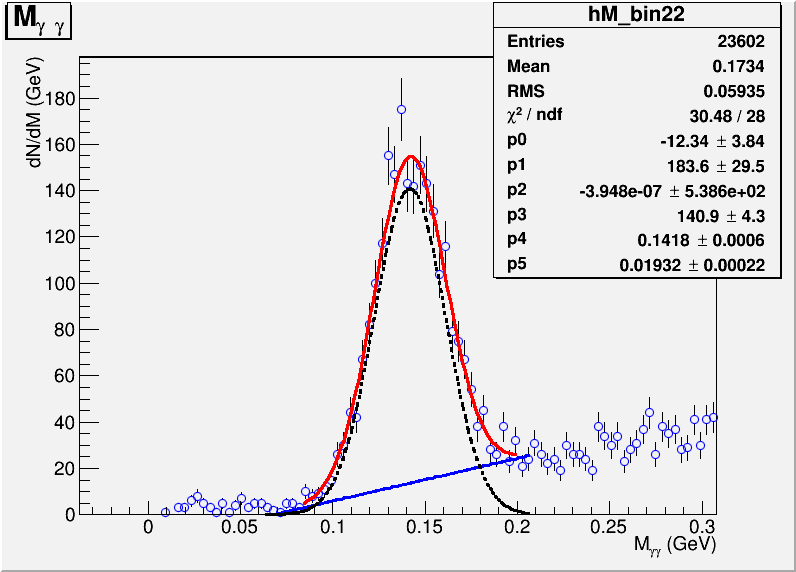 M γ γ
hM_bin22
Entries 23602
Mean 0.1734
RMS 0.05935
χ² / ndf 30.48 / 28
p0 -12.34 ± 3.84
p1 183.6 ± 29.5
p2 -3.948e-07 ± 5.386e+02
p3 140.9 ± 4.3
p4 0.1418 ± 0.0006
p5 0.01932 ± 0.00022
dN/dM (GeV)
180
160
140
120
100
80
60
40
20
0
0 0.05 0.1 0.15 0.2 0.25 0.3
Mγγ (GeV)